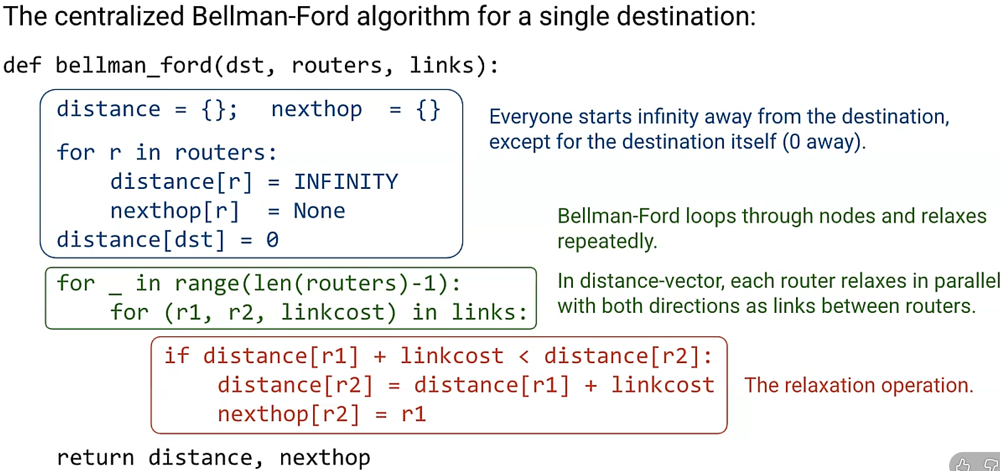 The centralized Bellman-Ford algorithm for a single destination:
def bellman_ford(dst, routers, links):
distance = {};  nexthop  = {}
for r in routers:
    distance[r] = INFINITY
    nexthop[r]  = None
distance[dst] = 0
Everyone starts infinity away from the destination,
except for the destination itself (0 away).
for _ in range(len(routers)-1):
    for (r1, r2, linkcost) in links:
Bellman-Ford loops through nodes and relaxes
repeatedly.
In distance-vector, each router relaxes in parallel
with both directions as links between routers.
if distance[r1] + linkcost < distance[r2]:
    distance[r2] = distance[r1] + linkcost
    nexthop[r2] = r1
The relaxation operation.
return distance, nexthop